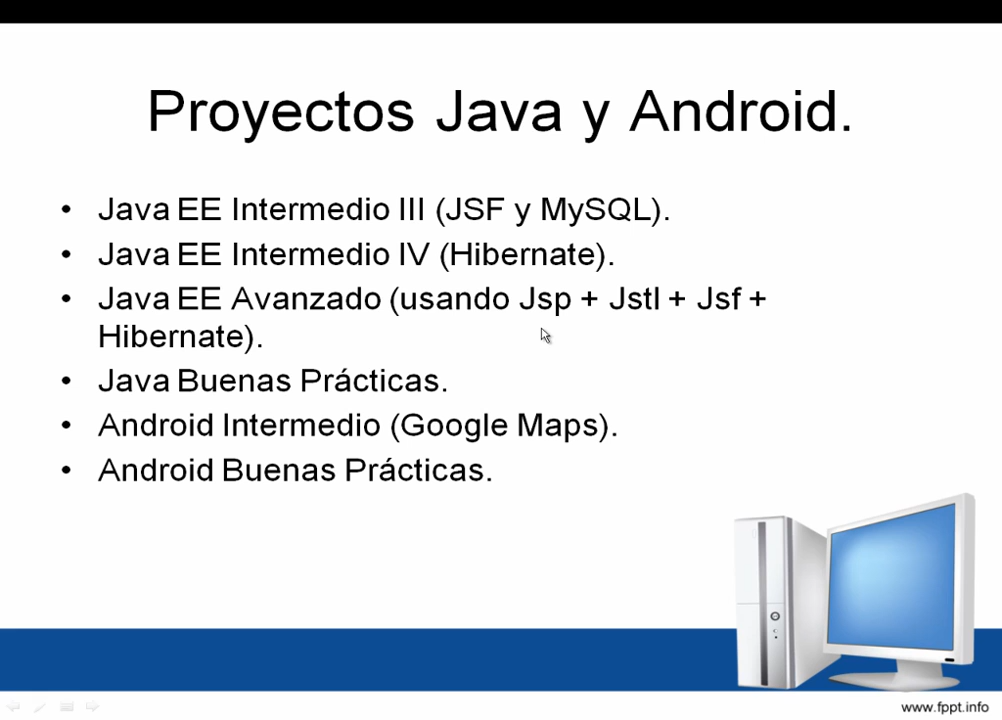 Proyectos Java y Android.
• Java EE Intermedio III (JSF y MySQL).
• Java EE Intermedio IV (Hibernate).
• Java EE Avanzado (usando Jsp + Jstl + Jsf +
Hibernate).
• Java Buenas Prácticas.
• Android Intermedio (Google Maps).
• Android Buenas Prácticas.
www.fppt.info